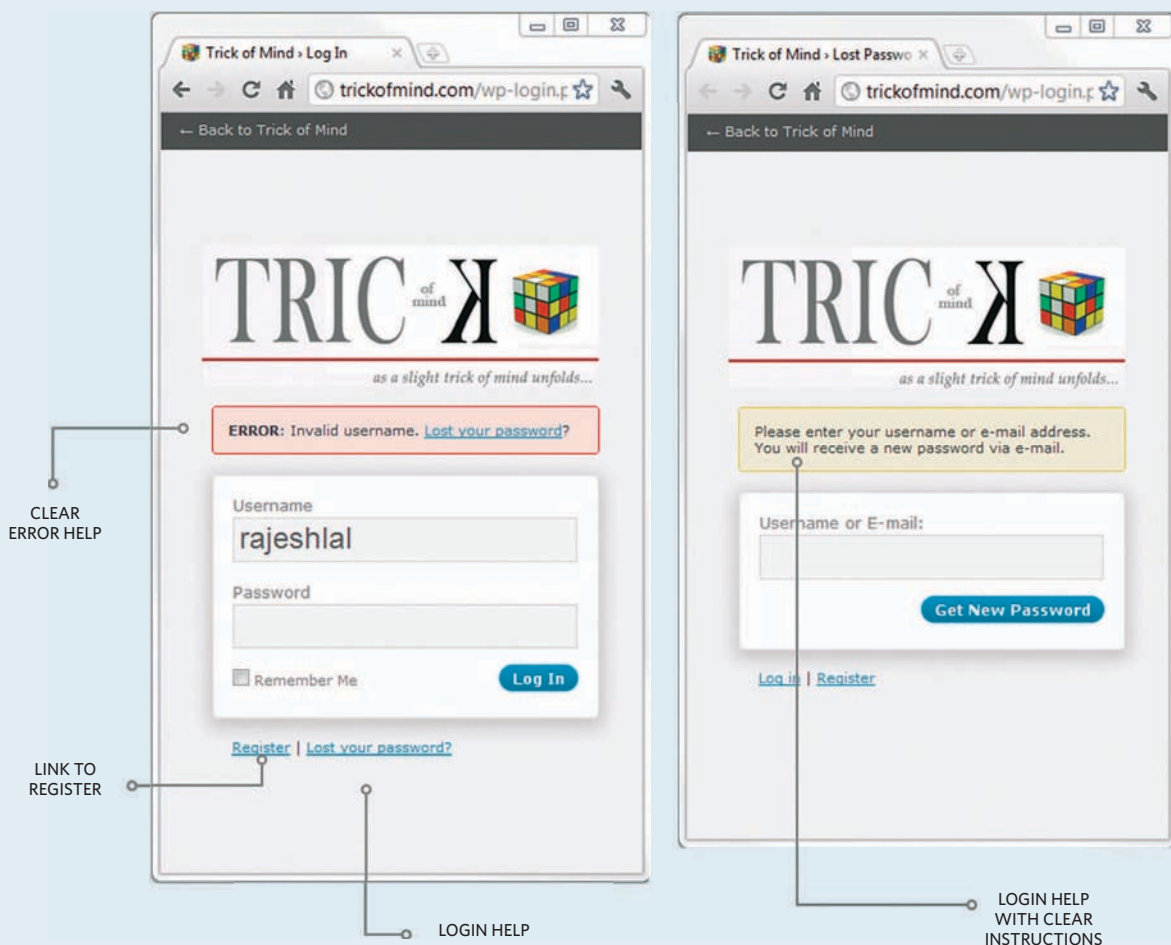 Trick of Mind › Log In
trickofmind.com/wp-login.p
← Back to Trick of Mind
TRIC of mind K
as a slight trick of mind unfolds...
ERROR: Invalid username. Lost your password?
Username
rajeshlal
Password
Remember Me
Log In
Register | Lost your password?
CLEAR
ERROR HELP
LINK TO
REGISTER
LOGIN HELP
Trick of Mind › Lost Passwo
trickofmind.com/wp-login.p
← Back to Trick of Mind
TRIC of mind K
as a slight trick of mind unfolds...
Please enter your username or e-mail address.
You will receive a new password via e-mail.
Username or E-mail:
Get New Password
Log in | Register
LOGIN HELP
WITH CLEAR
INSTRUCTIONS